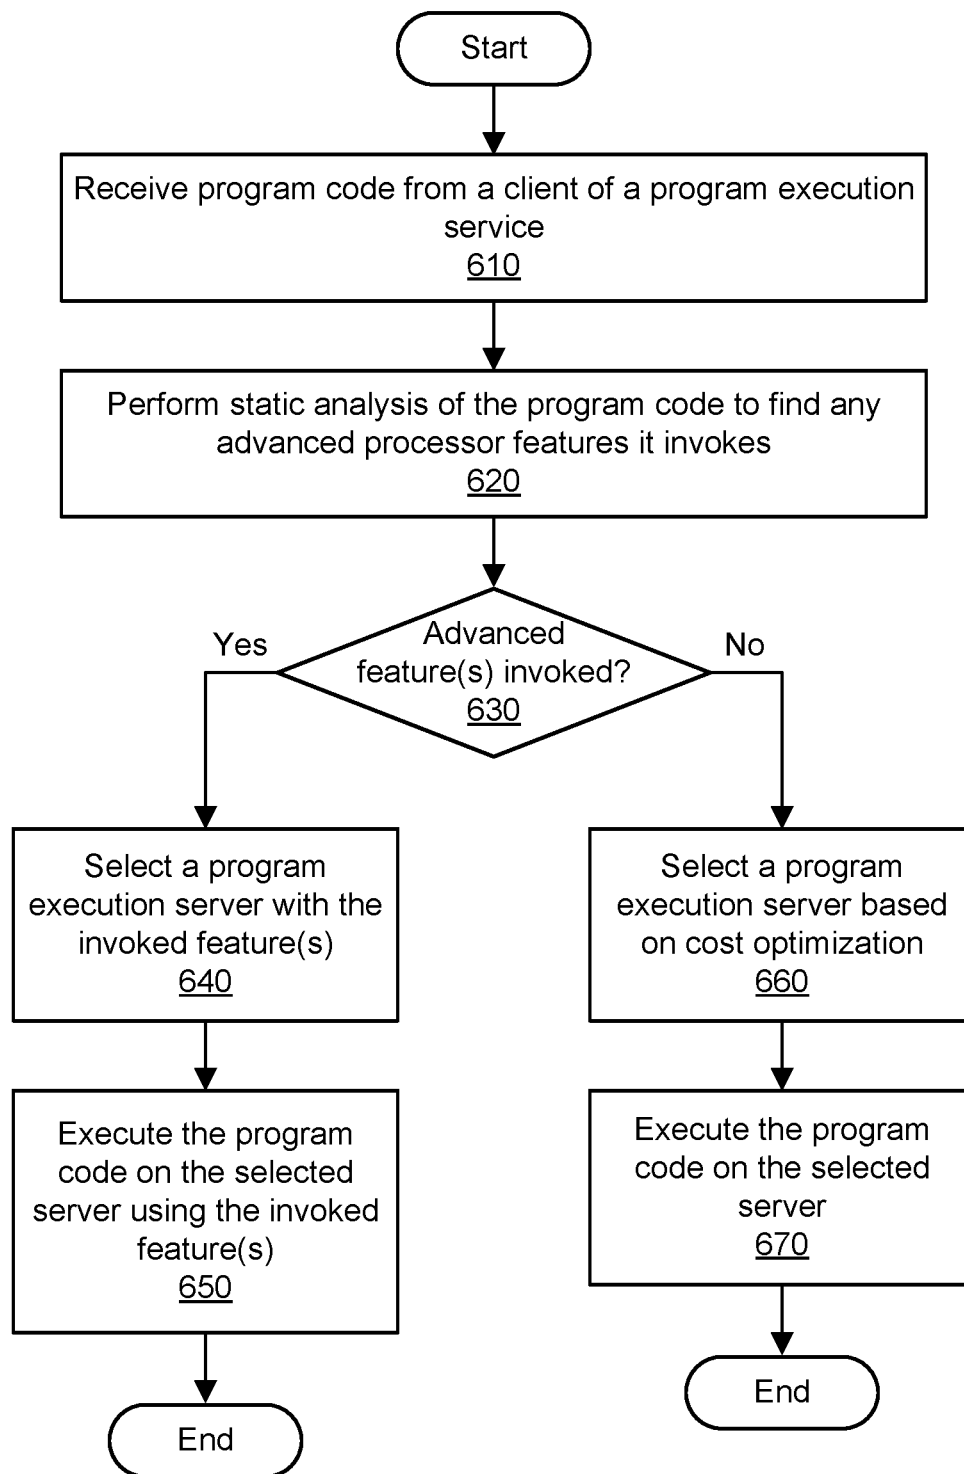 Start
Receive program code from a client of a program execution
service
610
Perform static analysis of the program code to find any
advanced processor features it invokes
620
Advanced
feature(s) invoked?
630
Yes
No
Select a program
execution server with the
invoked feature(s)
640
Execute the program
code on the selected
server using the invoked
feature(s)
650
End
Select a program
execution server based
on cost optimization
660
Execute the program
code on the selected
server
670
End